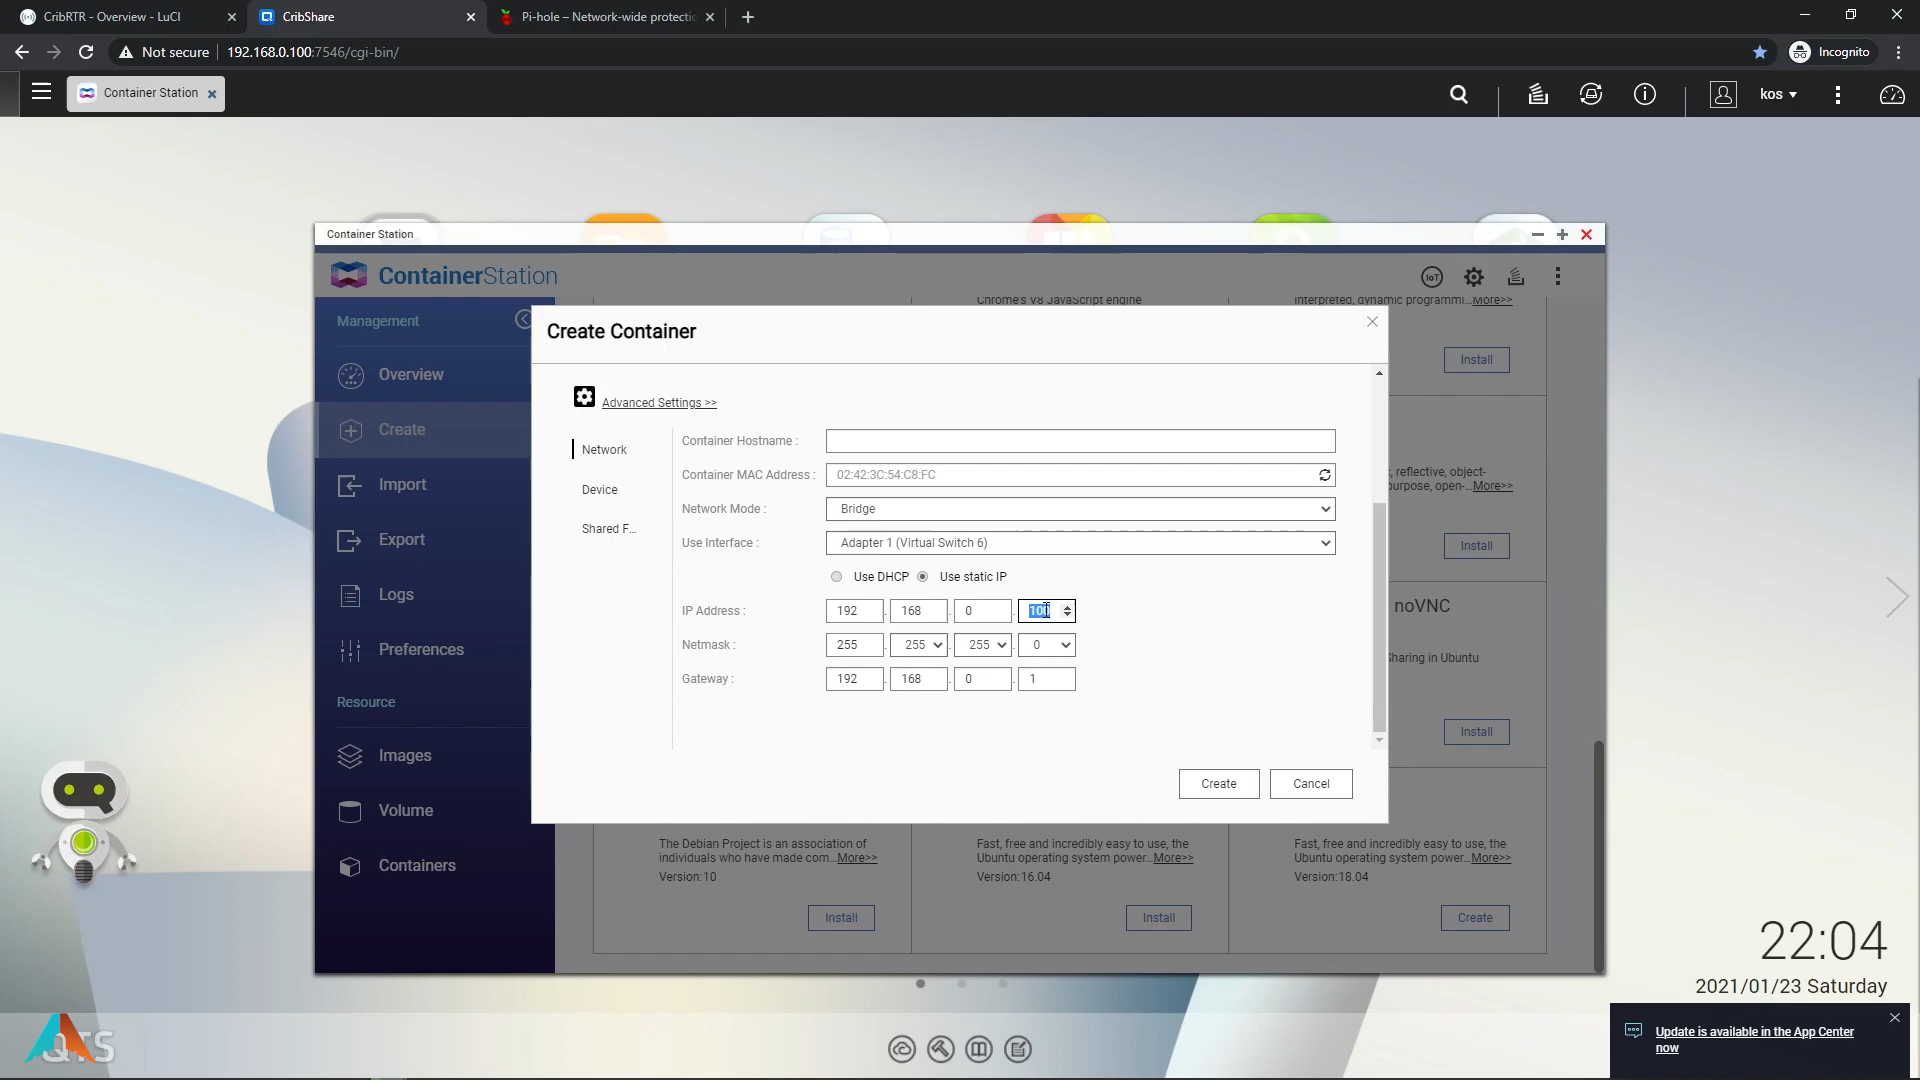 CribRTR - Overview - LuCI
CribShare
Pi-hole – Network-wide protectio
Not secure
192.168.0.100:7546/cgi-bin/
Incognito
Container Station
kos
Container Station
ContainerStation
Management
Overview
Create
Import
Export
Logs
Preferences
Resource
Images
Volume
Containers
IoT
Chrome's V8 JavaScript engine
interpreted, dynamic programmi...More>>
Install
Create Container
Advanced Settings >>
Network
Device
Shared F...
Container Hostname :
Container MAC Address :
02:42:3C:54:C8:FC
Network Mode :
Bridge
Use Interface :
Adapter 1 (Virtual Switch 6)
Use DHCP
Use static IP
IP Address :
192 . 168 . 0 . 100
Netmask :
255 . 255 . 255 . 0
Gateway :
192 . 168 . 0 . 1
Create
Cancel
, reflective, object-
purpose, open-...More>>
Install
noVNC
Sharing in Ubuntu
Install
The Debian Project is an association of
individuals who have made com...More>>
Version:10
Install
Fast, free and incredibly easy to use, the
Ubuntu operating system power...More>>
Version:16.04
Install
Fast, free and incredibly easy to use, the
Ubuntu operating system power...More>>
Version:18.04
Create
22:04
2021/01/23 Saturday
QTS
Update is available in the App Center
now